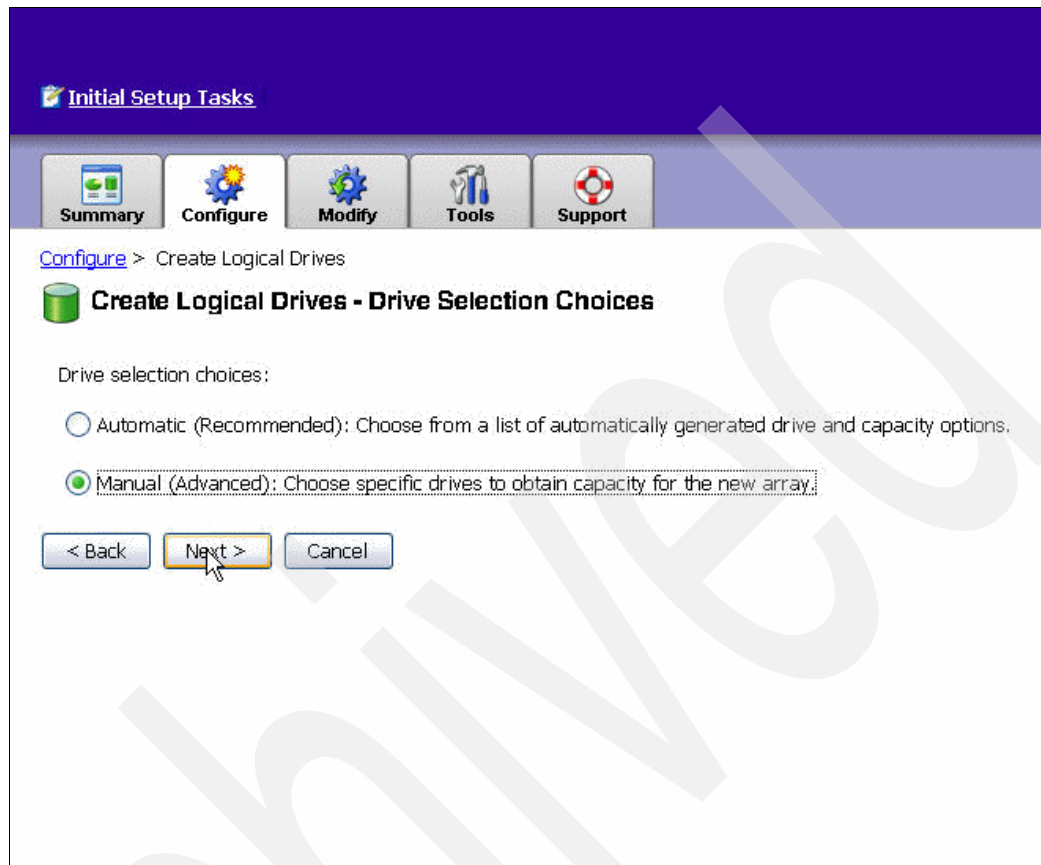 Initial Setup Tasks
Summary
Configure
Modify
Tools
Support
Configure > Create Logical Drives
Create Logical Drives - Drive Selection Choices
Drive selection choices:
Automatic (Recommended): Choose from a list of automatically generated drive and capacity options.
Manual (Advanced): Choose specific drives to obtain capacity for the new array.
< Back
Next >
Cancel